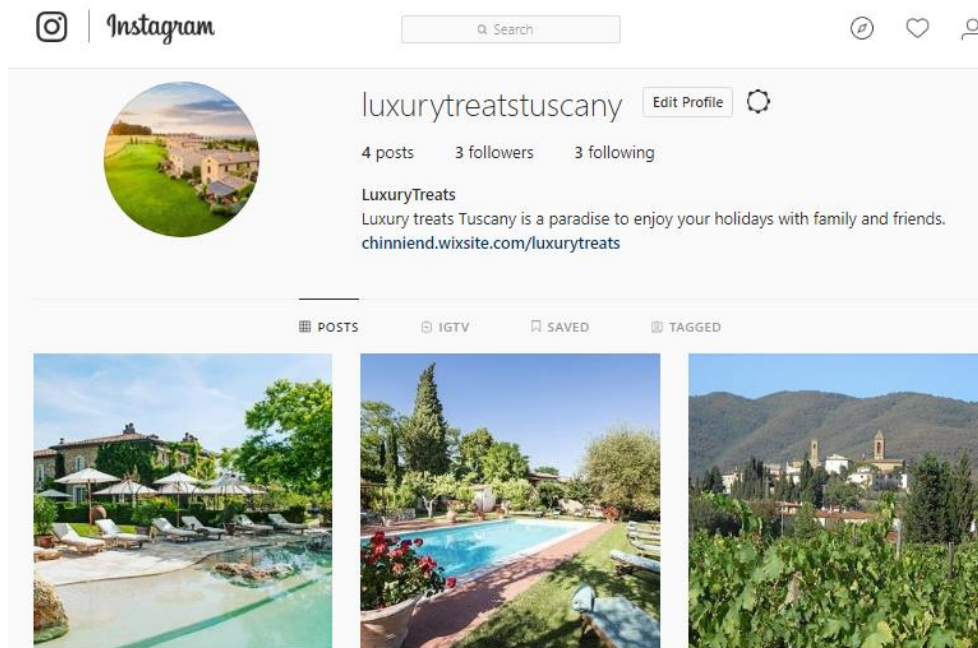 Instagram
Search
luxurytreatstuscany Edit Profile
4 posts 3 followers 3 following
LuxuryTreats
Luxury treats Tuscany is a paradise to enjoy your holidays with family and friends.
chinniend.wixsite.com/luxurytreats
POSTS IGTV SAVED TAGGED